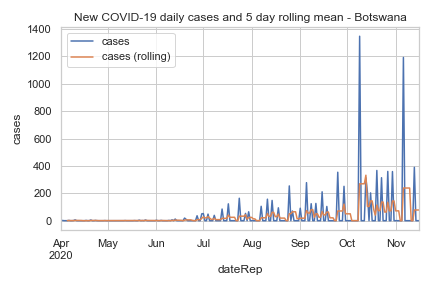 New COVID-19 daily cases and 5 day rolling mean - Botswana
cases
cases (rolling)
1400
1200
1000
800
600
400
200
0
cases
Apr May Jun Jul Aug Sep Oct Nov
2020
dateRep